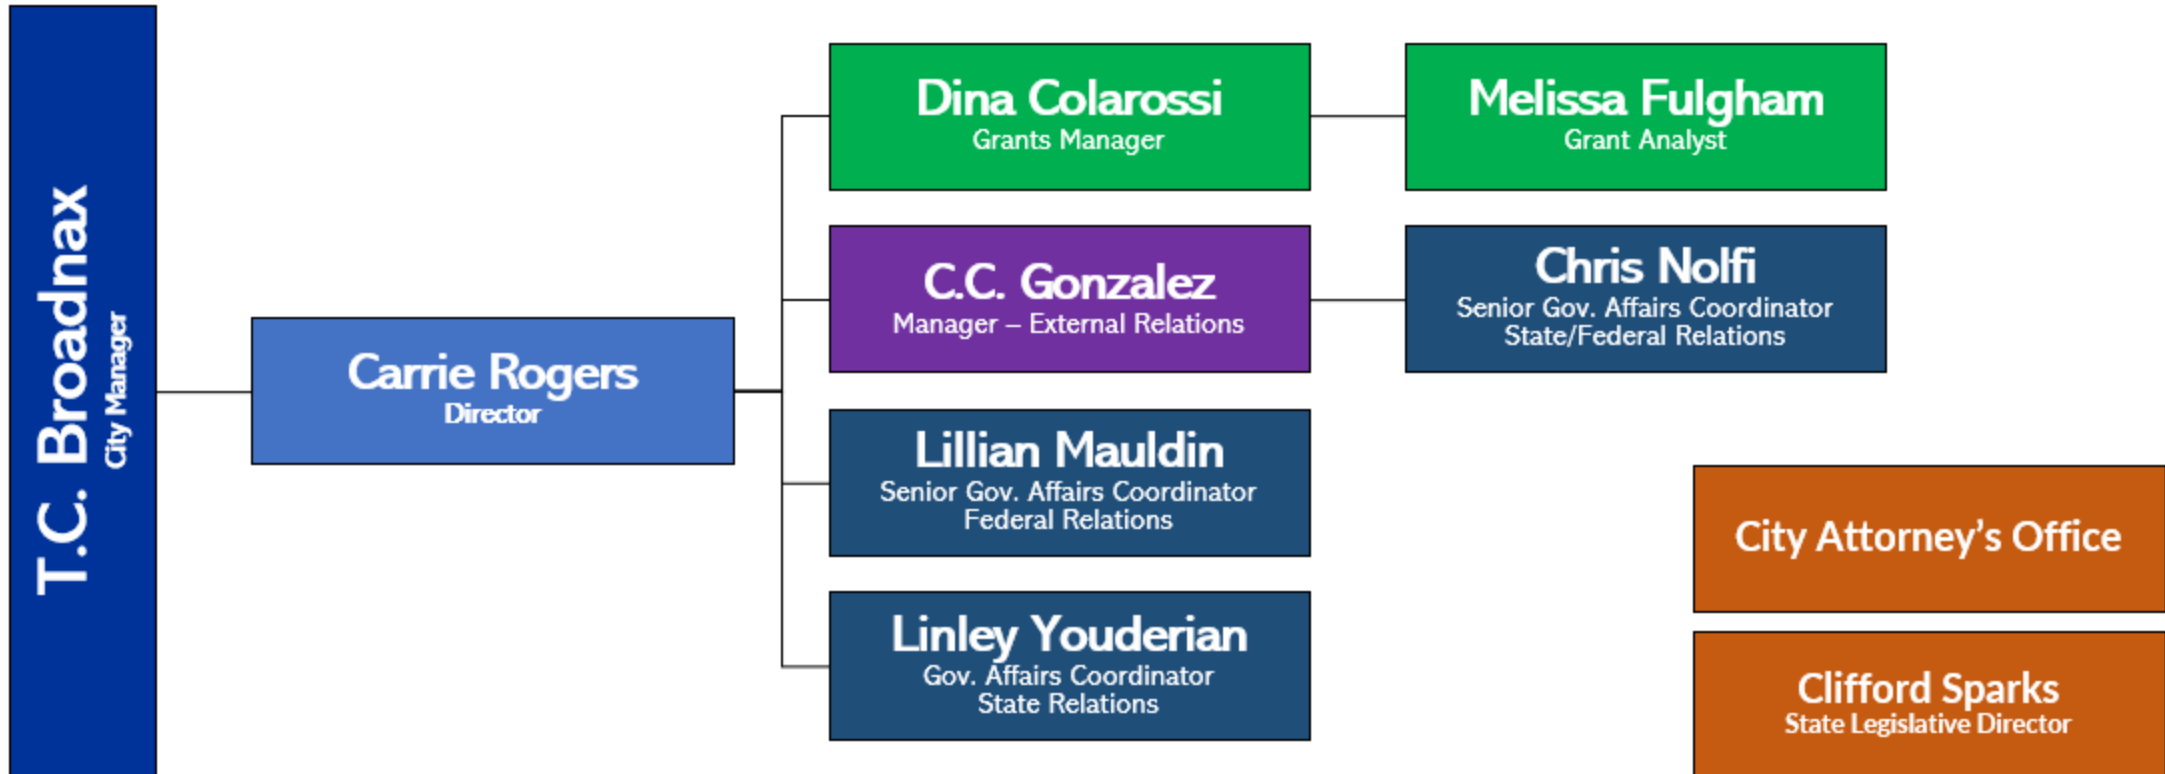 T.C. Broadnax
City Manager
Carrie Rogers
Director
Dina Colarossi
Grants Manager
Melissa Fulgham
Grant Analyst
C.C. Gonzalez
Manager – External Relations
Chris Nolfi
Senior Gov. Affairs Coordinator
State/Federal Relations
Lillian Mauldin
Senior Gov. Affairs Coordinator
Federal Relations
Linley Youderian
Gov. Affairs Coordinator
State Relations
City Attorney’s Office
Clifford Sparks
State Legislative Director